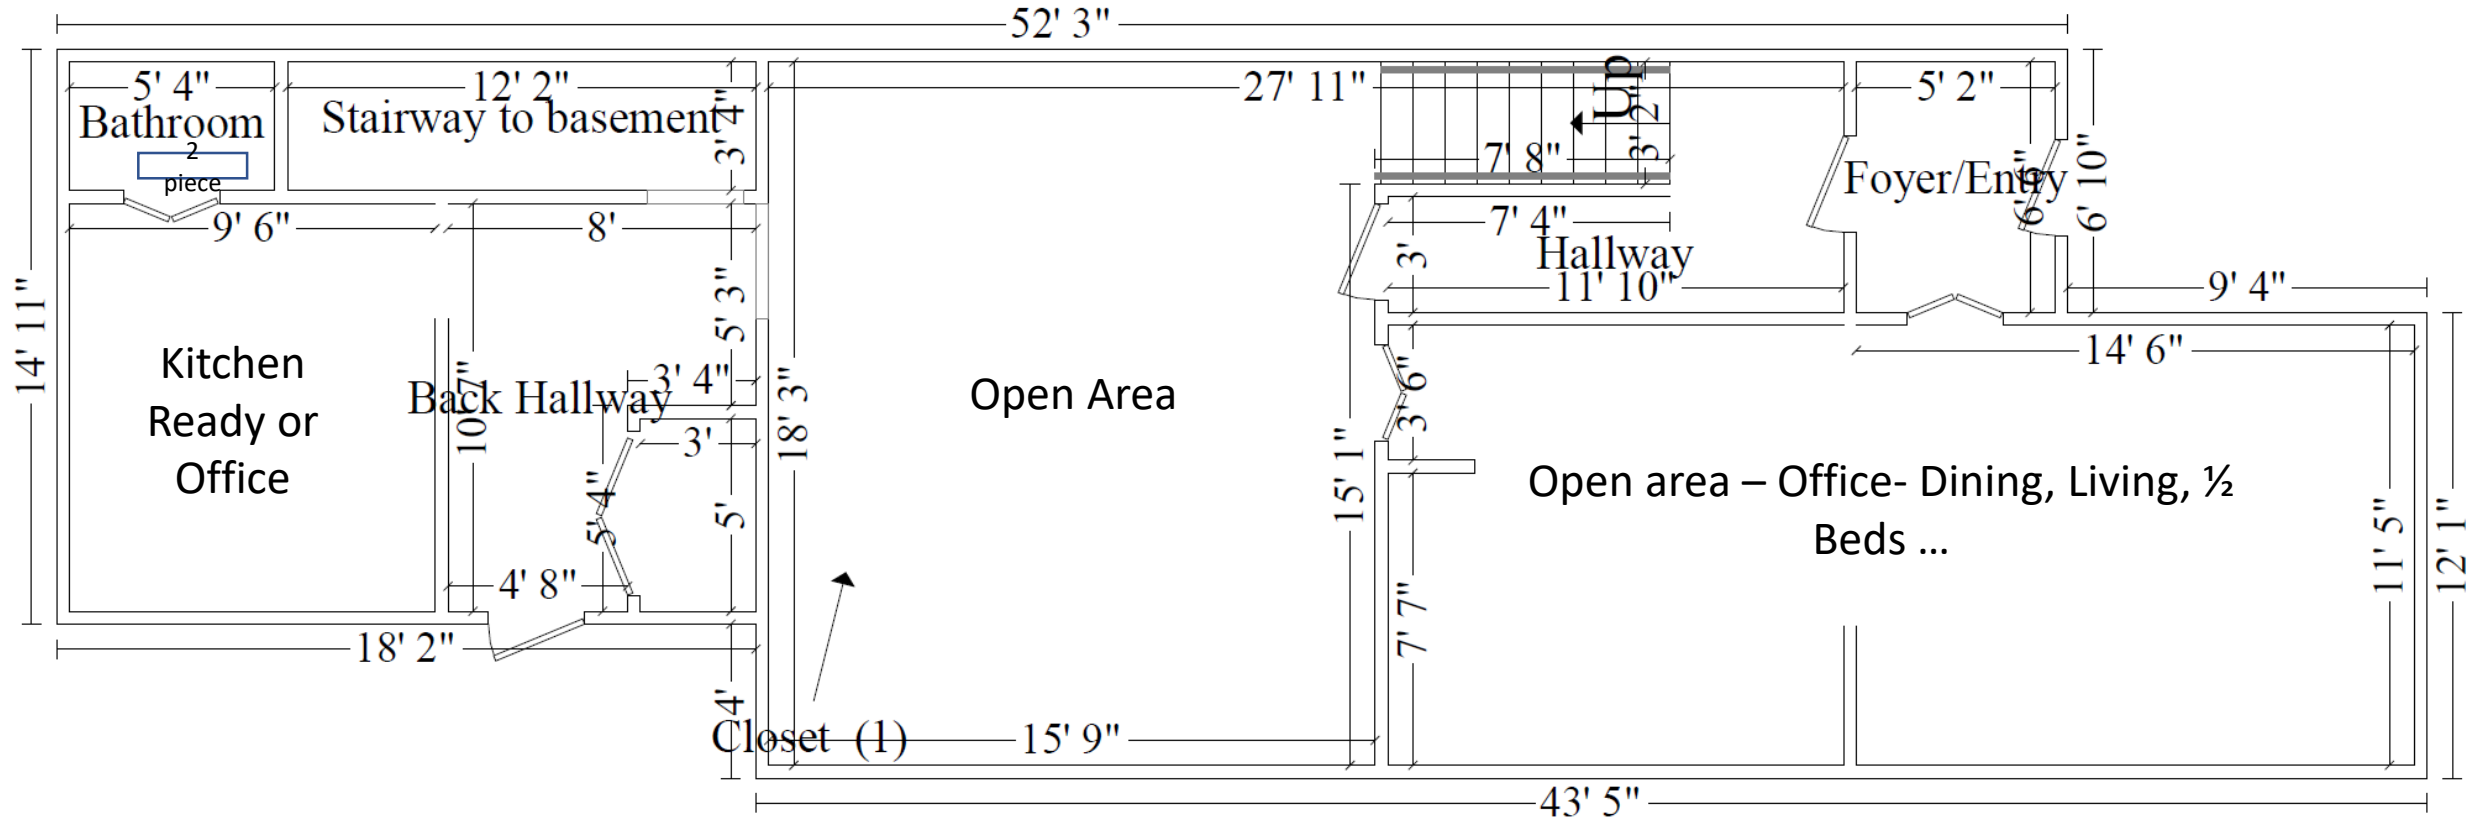 52' 3"
5' 4"
12' 2"
27' 11"
5' 2"
Bathroom
Stairway to basement
3' 4"
Up
3' 2"
2
piece
7' 8"
Foyer/Entry
6' 6"
6' 10"
9' 6"
8'
7' 4"
3'
Hallway
11' 10"
9' 4"
14' 11"
5' 3"
Kitchen
Ready or
Office
10' 7"
Back Hallway
3' 4"
3'
18' 3"
Open Area
3' 6"
14' 6"
15' 1"
5' 4"
5'
Open area – Office- Dining, Living, ½
Beds ...
11' 5"
12' 1"
4' 8"
7' 7"
18' 2"
4'
Closet (1)
15' 9"
43' 5"